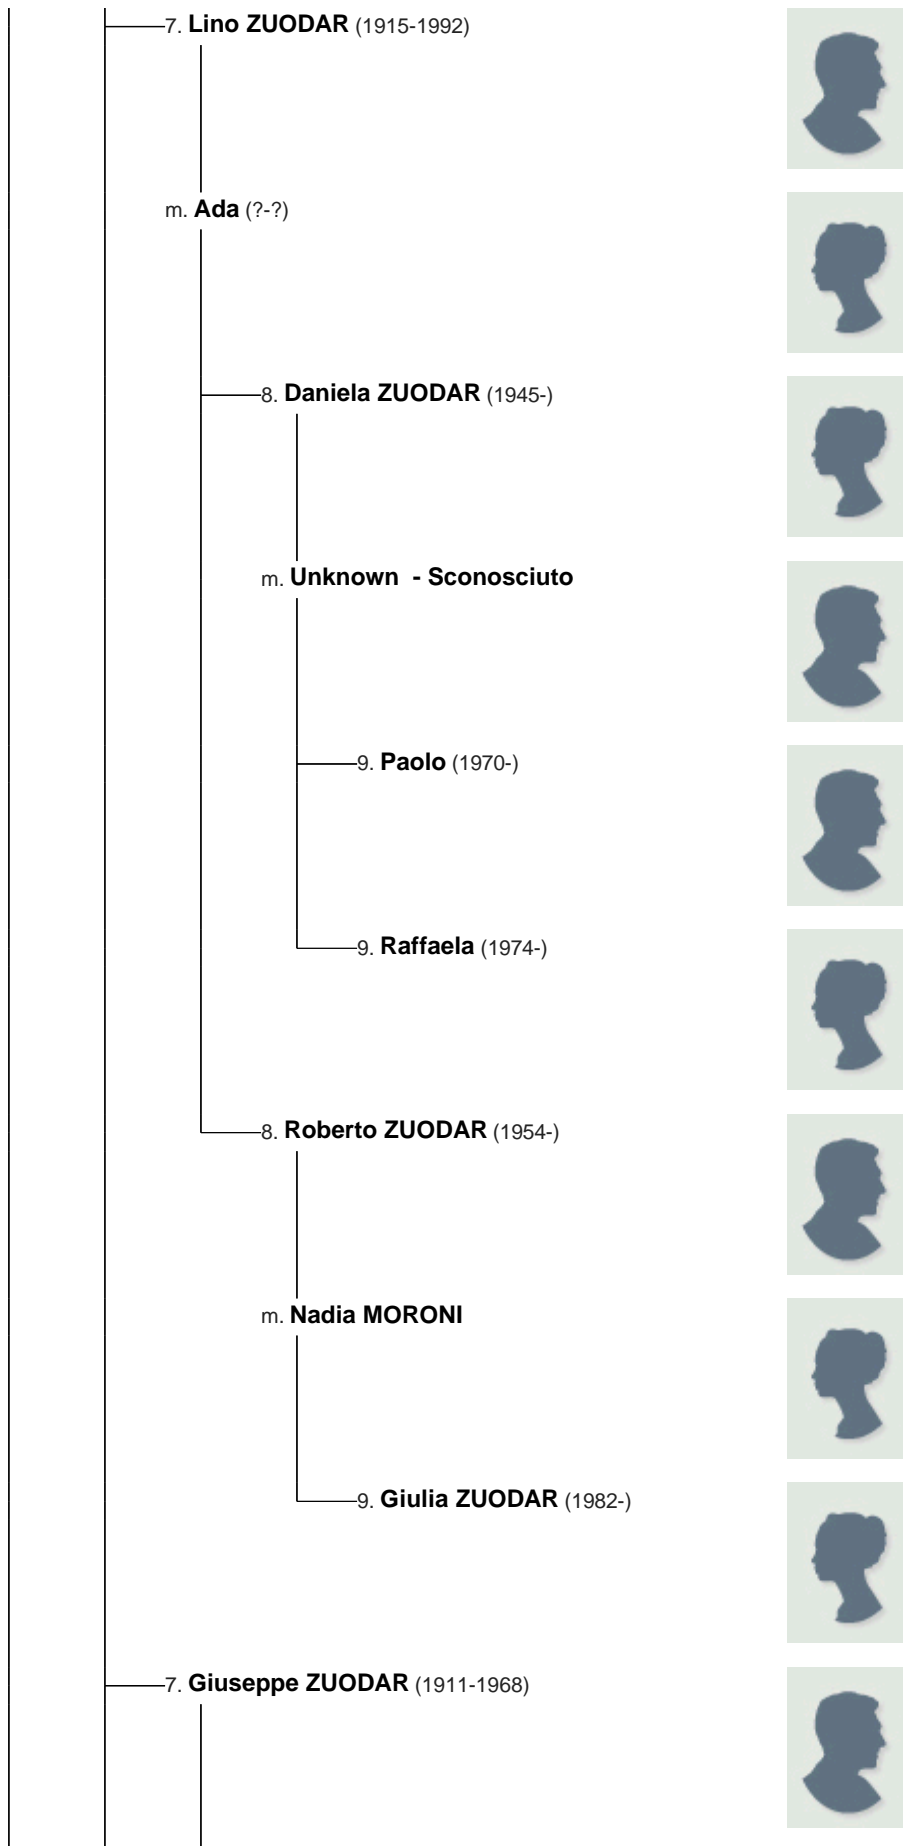 7. Lino ZUODAR (1915-1992)
m. Ada (?-?)
8. Daniela ZUODAR (1945-)
m. Unknown - Sconosciuto
9. Paolo (1970-)
9. Raffaela (1974-)
8. Roberto ZUODAR (1954-)
m. Nadia MORONI
9. Giulia ZUODAR (1982-)
7. Giuseppe ZUODAR (1911-1968)